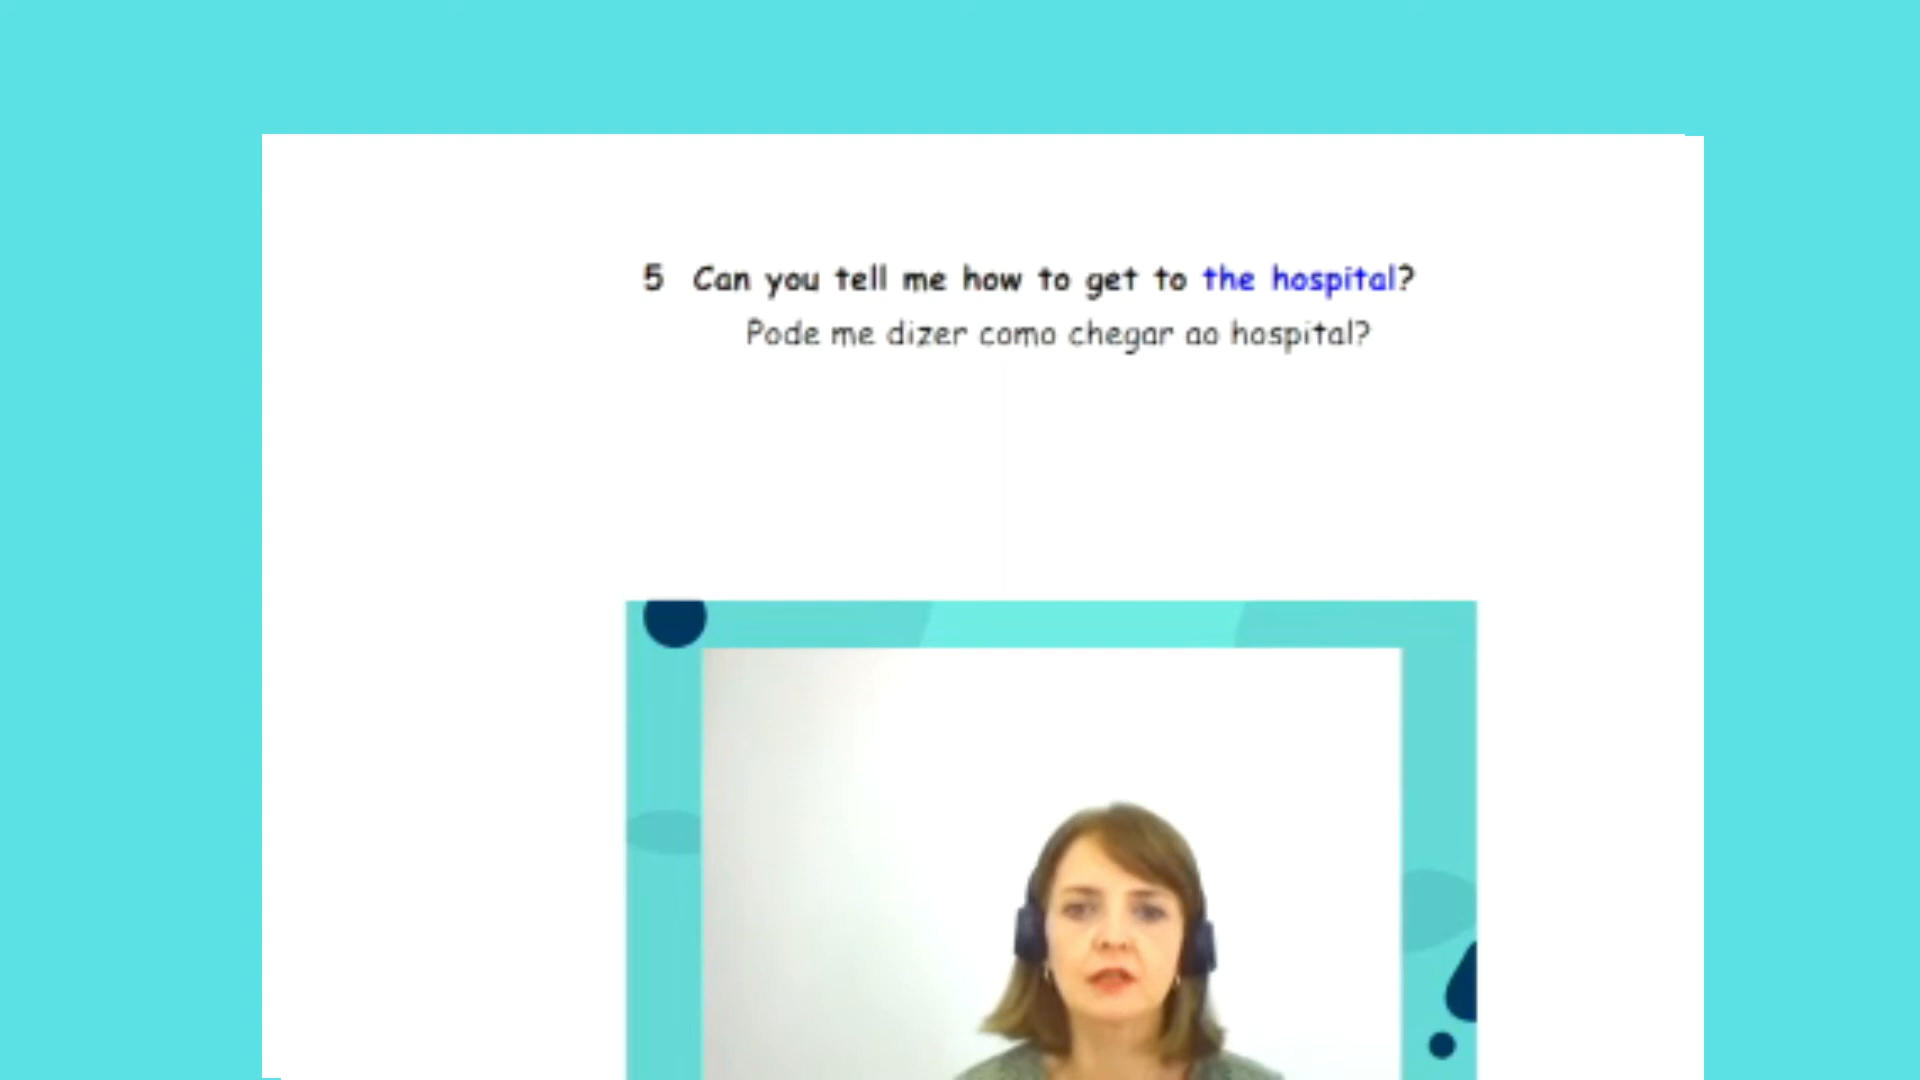 5 Can you tell me how to get to the hospital?
Pode me dizer como chegar ao hospital?